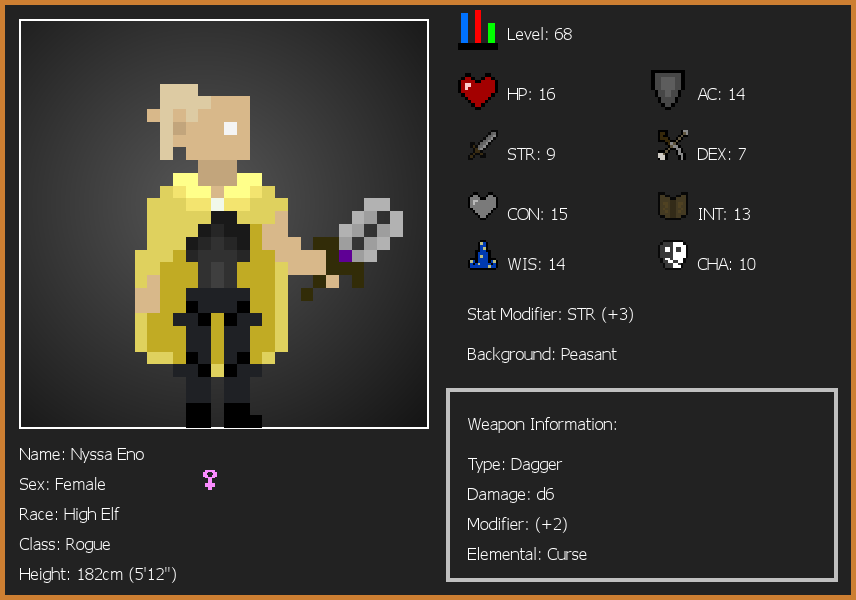 Level: 68
HP: 16
AC: 14
STR: 9
DEX: 7
CON: 15
INT: 13
WIS: 14
CHA: 10
Stat Modifier: STR (+3)
Background: Peasant
Weapon Information:
Type: Dagger
Damage: d6
Modifier: (+2)
Elemental: Curse
Name: Nyssa Eno
Sex: Female
Race: High Elf
Class: Rogue
Height: 182cm (5'12")